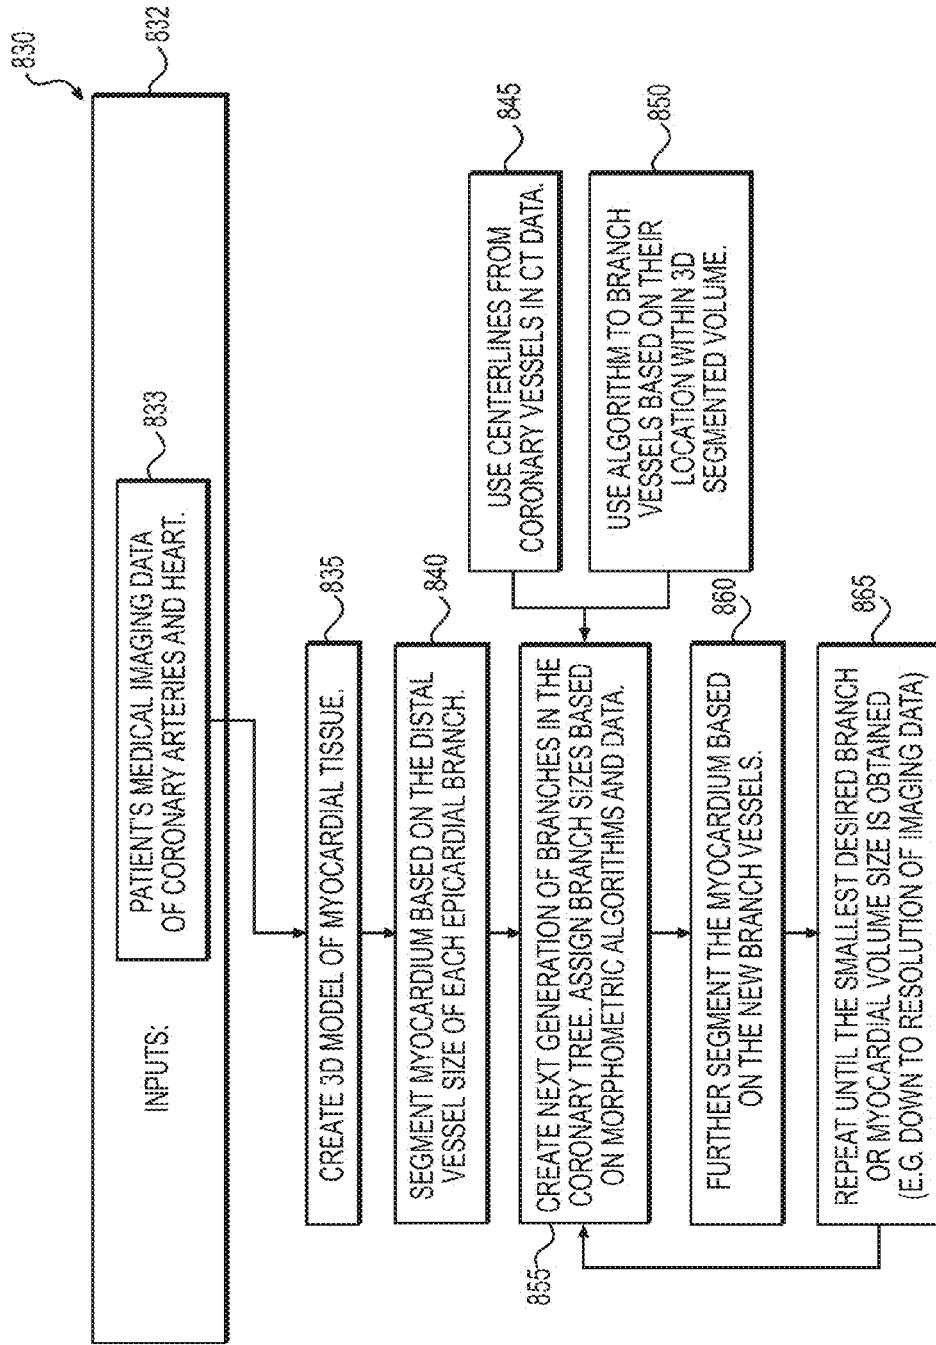 830
832
INPUTS:
833
PATIENT'S MEDICAL IMAGING DATA
OF CORONARY ARTERIES AND HEART.
835
CREATE 3D MODEL OF MYOCARDIAL TISSUE.
840
SEGMENT MYOCARDIUM BASED ON THE DISTAL
VESSEL SIZE OF EACH EPICARDIAL BRANCH.
845
USE CENTERLINES FROM
CORONARY VESSELS IN CT DATA.
850
USE ALGORITHM TO BRANCH
VESSELS BASED ON THEIR
LOCATION WITHIN 3D
SEGMENTED VOLUME.
855
CREATE NEXT GENERATION OF BRANCHES IN THE
CORONARY TREE. ASSIGN BRANCH SIZES BASED
ON MORPHOMETRIC ALGORITHMS AND DATA.
860
FURTHER SEGMENT THE MYOCARDIUM BASED
ON THE NEW BRANCH VESSELS.
865
REPEAT UNTIL THE SMALLEST DESIRED BRANCH
OR MYOCARDIAL VOLUME SIZE IS OBTAINED
(E.G. DOWN TO RESOLUTION OF IMAGING DATA)